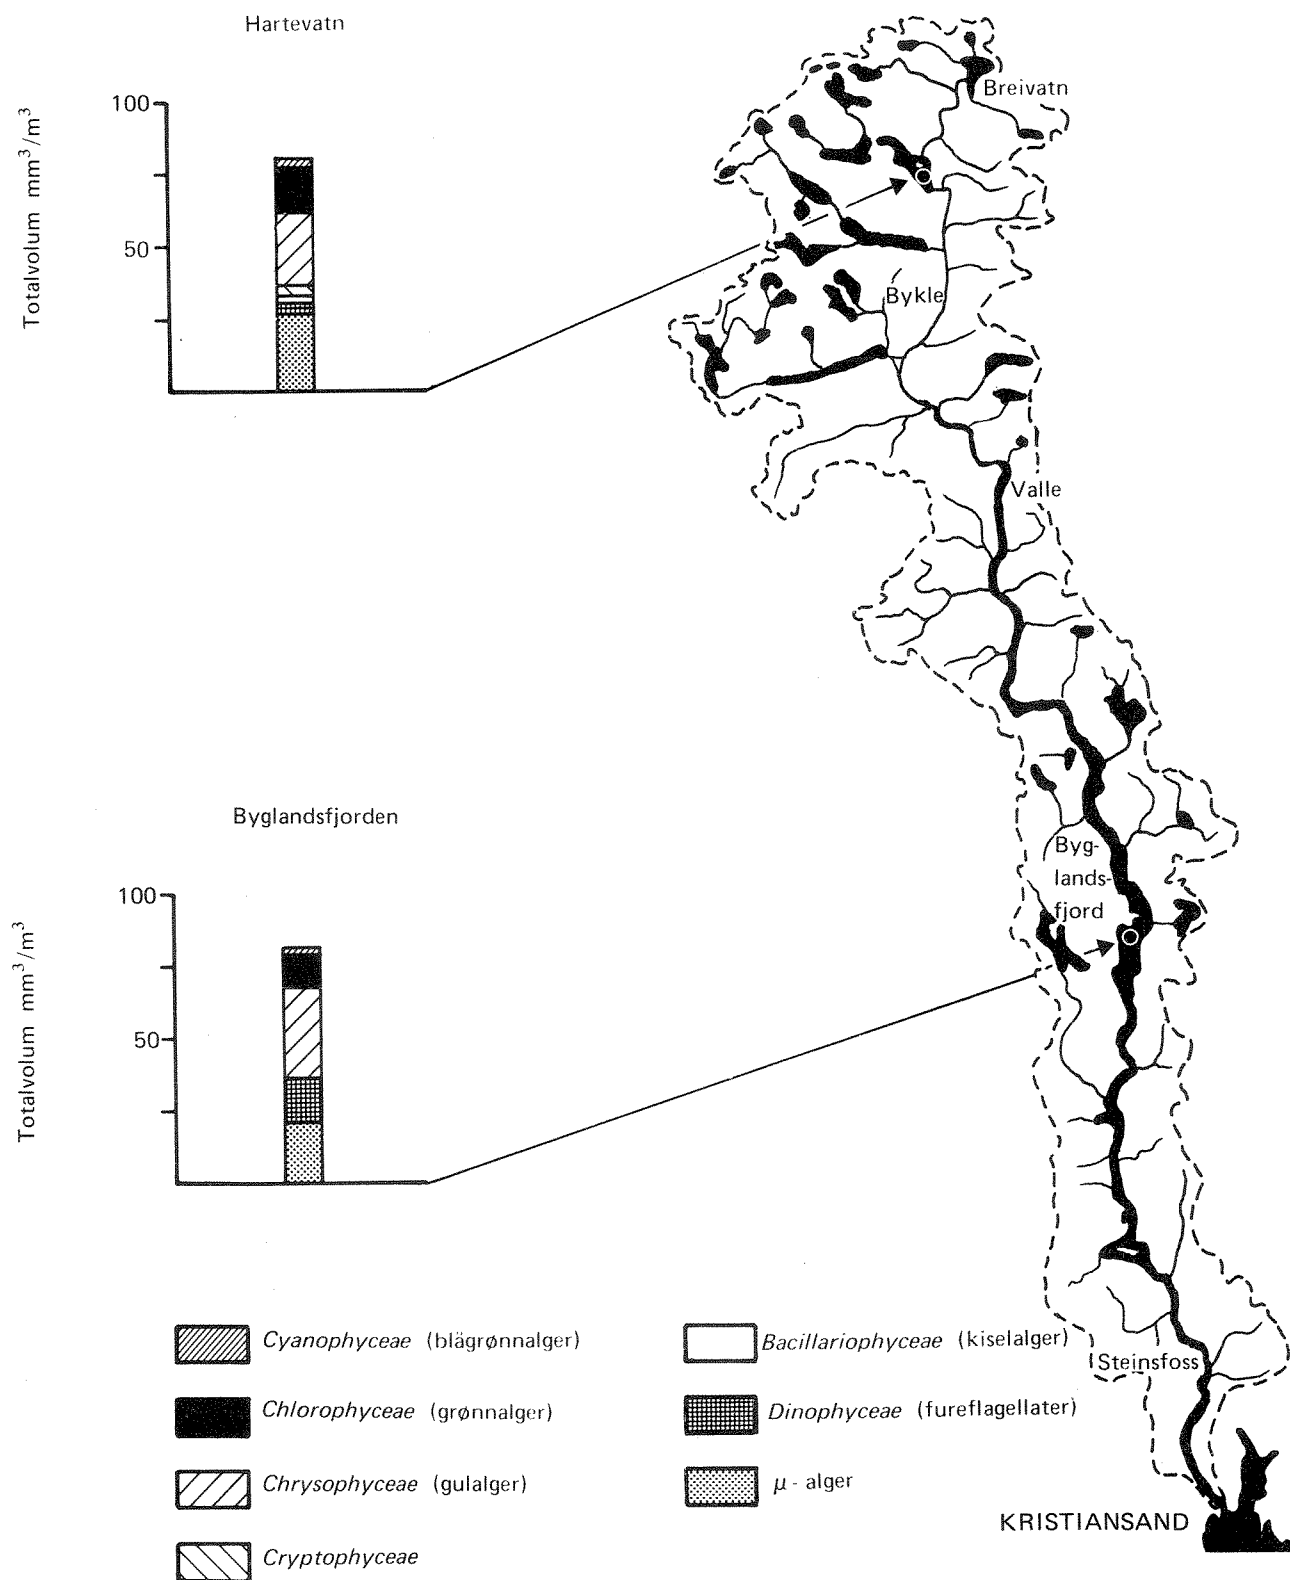 Hartevatn
Totalvolum mm³/m³
100
50
Breivatn
Bykle
Valle
Byglandsfjorden
Totalvolum mm³/m³
100
50
Byg-
lands-
fjord
Cyanophyceae (blägrønnalger)
Chlorophyceae (grønnalger)
Chrysophyceae (gulalger)
Cryptophyceae
Bacillariophyceae (kiselalger)
Dinophyceae (fureflagellater)
μ - alger
Steinsfoss
KRISTIANSAND